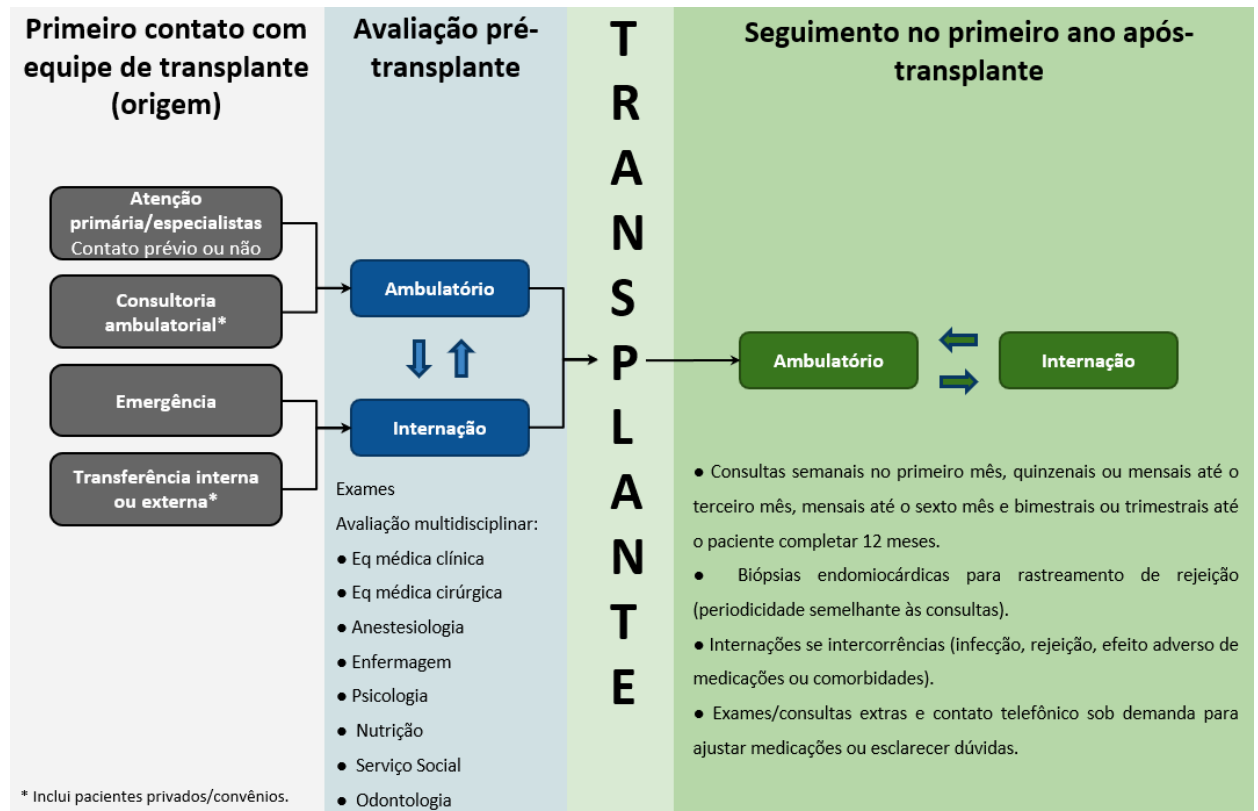 Primeiro contato com
equipe de transplante
(origem)
Atenção
primária/especialistas
Contato prévio ou não
Consultoria
ambulatorial*
Emergência
Transferência interna
ou externa*
* Inclui pacientes privados/convênios.
Avaliação pré-
transplante
Ambulatório
Internação
Exames
Avaliação multidisciplinar:
● Eq médica clínica
● Eq médica cirúrgica
● Anestesiologia
● Enfermagem
● Psicologia
● Nutrição
● Serviço Social
● Odontologia
T
R
A
N
S
P
L
A
N
T
E
Seguimento no primeiro ano após-
transplante
Ambulatório
Internação
● Consultas semanais no primeiro mês, quinzenais ou mensais até o
terceiro mês, mensais até o sexto mês e bimestrais ou trimestrais até
o paciente completar 12 meses.
● Biópsias endomiocárdicas para rastreamento de rejeição
(periodicidade semelhante às consultas).
● Internações se intercorrências (infecção, rejeição, efeito adverso de
medicações ou comorbidades).
● Exames/consultas extras e contato telefônico sob demanda para
ajustar medicações ou esclarecer dúvidas.